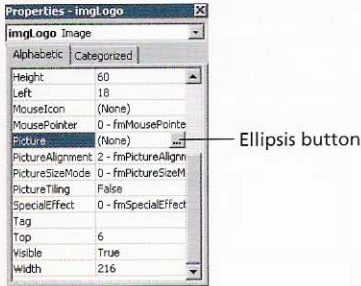 Properties - imgLogo
imgLogo Image
Alphabetic Categorized
Height 60
Left 18
MouseIcon (None)
MousePointer 0 - fmMousePointe
Picture (None) ...
PictureAlignment 2 - fmPictureAlignm
PictureSizeMode 0 - fmPictureSizeM
PictureTiling False
SpecialEffect 0 - fmSpecialEffect
Tag
Top 6
Visible True
Width 216
Ellipsis button